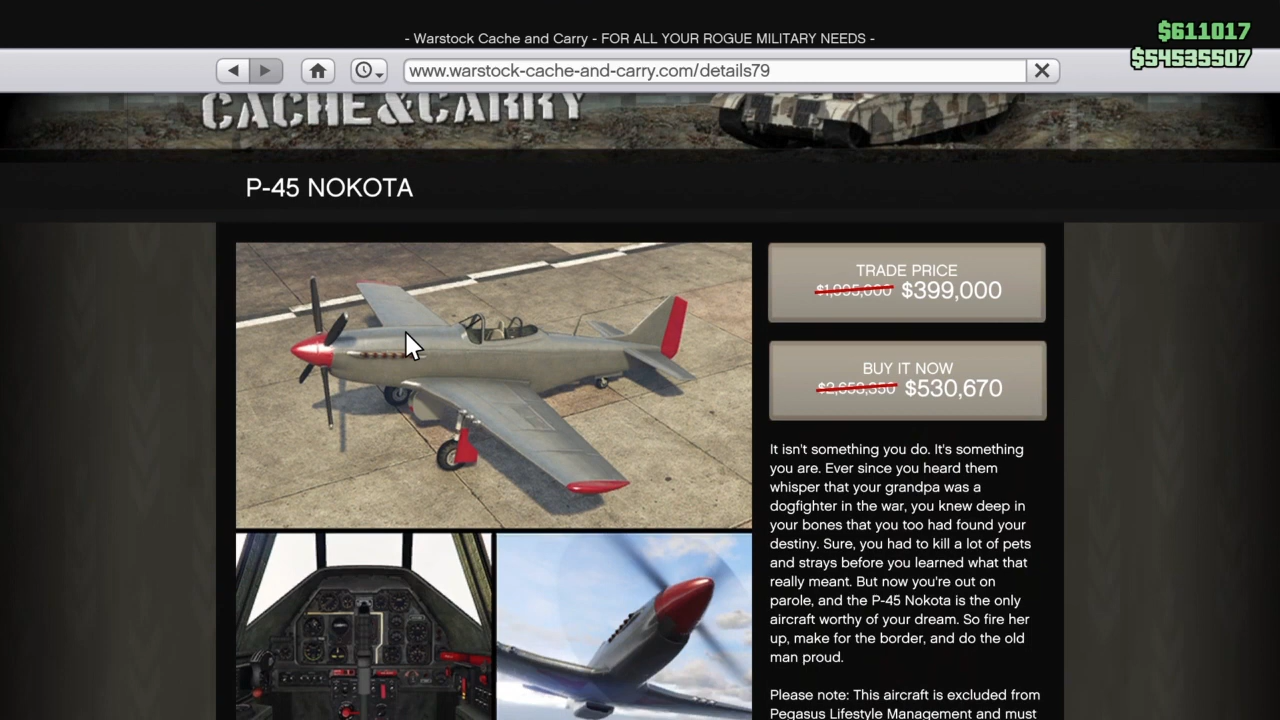 - Warstock Cache and Carry - FOR ALL YOUR ROGUE MILITARY NEEDS -
$611017
$54535507
www.warstock-cache-and-carry.com/details79
CACHE&CARRY
P-45 NOKOTA
TRADE PRICE
$1,995,000 $399,000
BUY IT NOW
$2,653,350 $530,670
It isn't something you do. It's something
you are. Ever since you heard them
whisper that your grandpa was a
dogfighter in the war, you knew deep in
your bones that you too had found your
destiny. Sure, you had to kill a lot of pets
and strays before you learned what that
really meant. But now you're out on
parole, and the P-45 Nokota is the only
aircraft worthy of your dream. So fire her
up, make for the border, and do the old
man proud.
Please note: This aircraft is excluded from
Pegasus Lifestyle Management and must